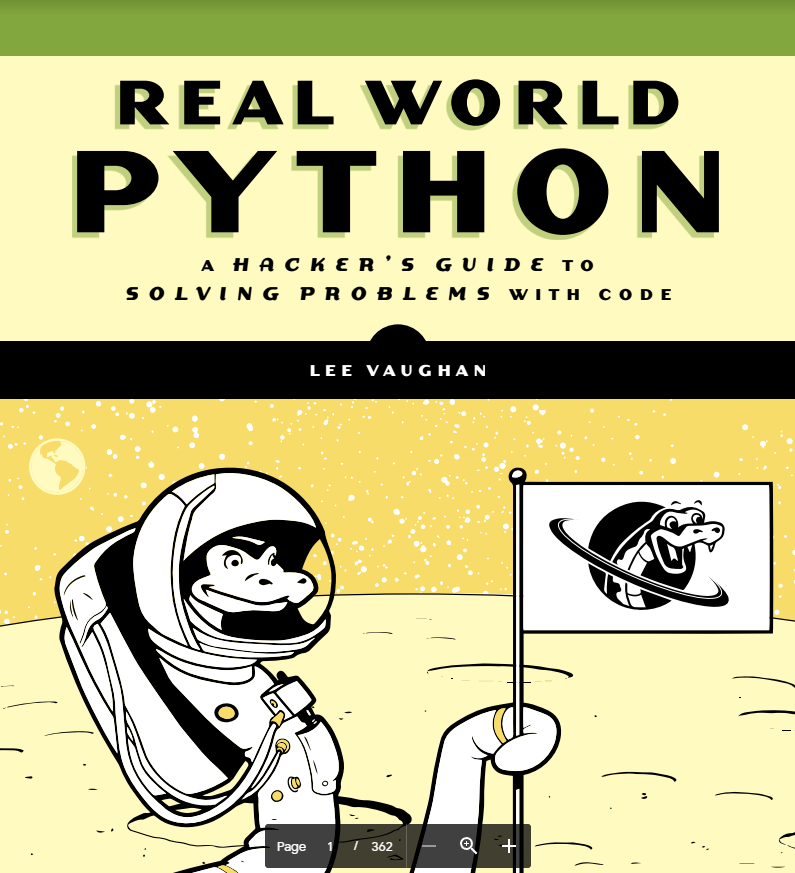 REAL WORLD
PYTHON
A HACKER'S GUIDE TO
SOLVING PROBLEMS WITH CODE
LEE VAUGHAN
Page 1 / 362